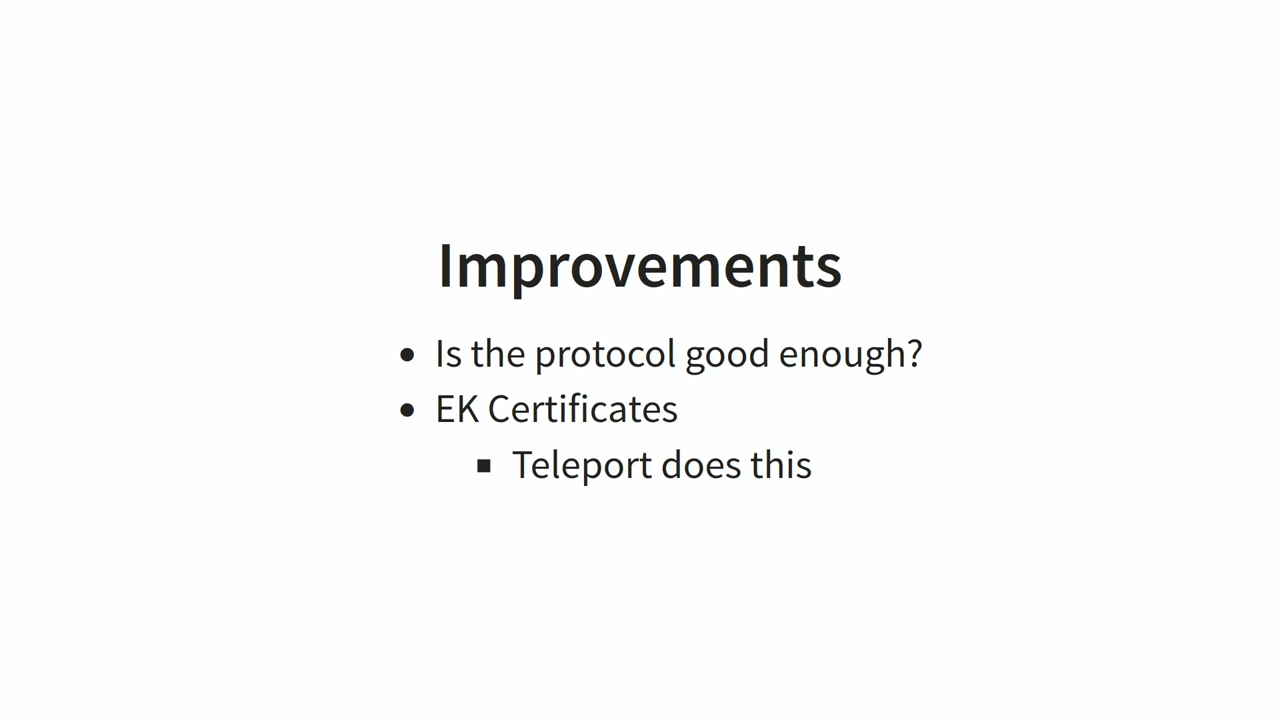 Improvements
Is the protocol good enough?
EK Certificates
Teleport does this